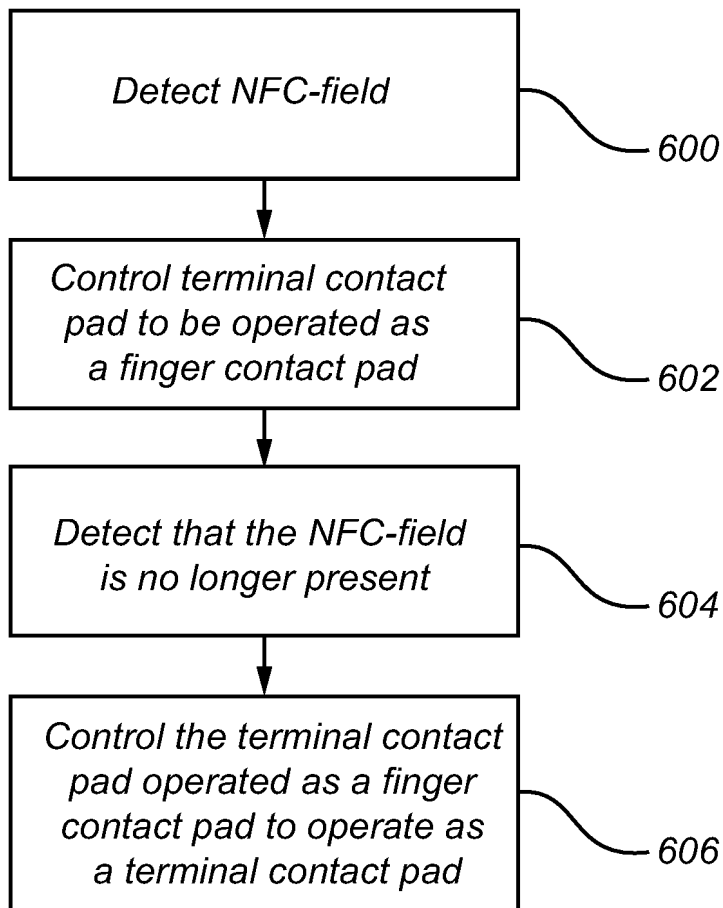 Detect NFC-field
600
Control terminal contact
pad to be operated as
a finger contact pad
602
Detect that the NFC-field
is no longer present
604
Control the terminal contact
pad operated as a finger
contact pad to operate as
a terminal contact pad
606